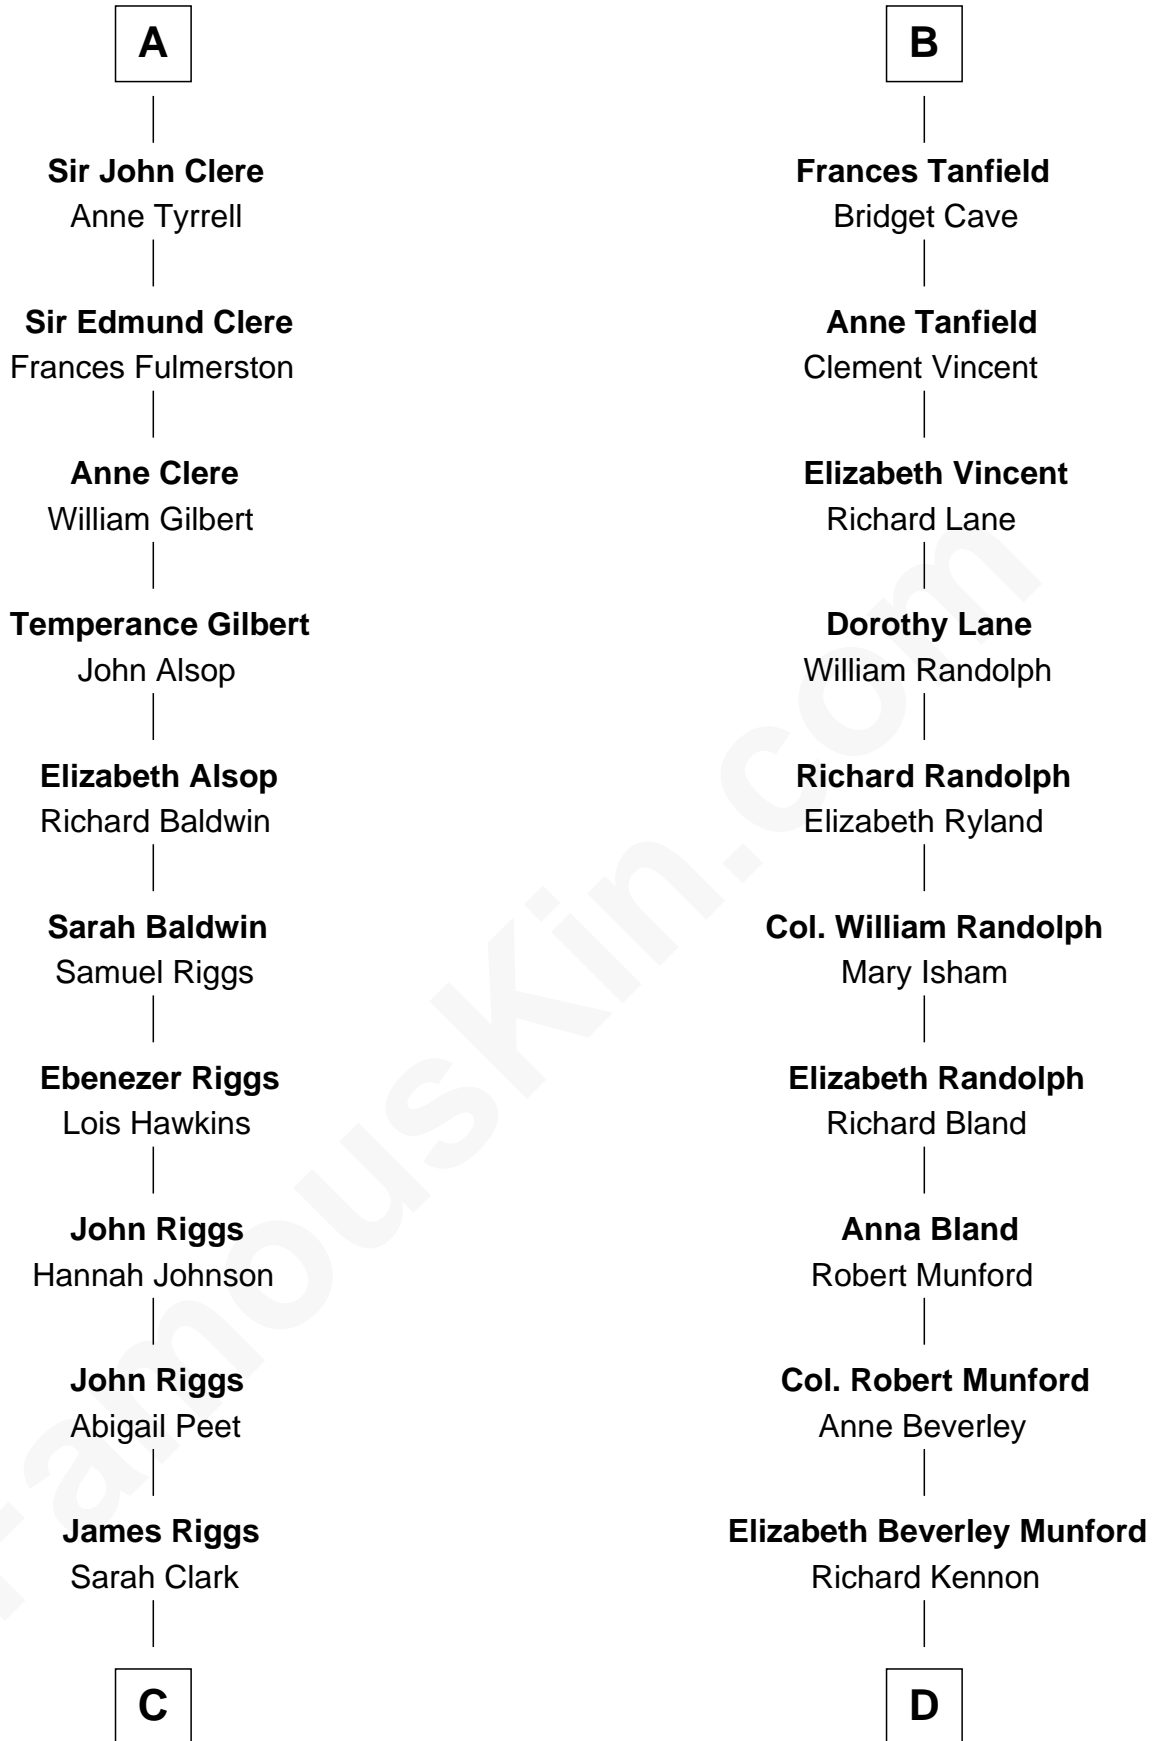 A
Sir John Clere
Anne Tyrrell
Sir Edmund Clere
Frances Fulmerston
Anne Clere
William Gilbert
Temperance Gilbert
John Alsop
Elizabeth Alsop
Richard Baldwin
Sarah Baldwin
Samuel Riggs
Ebenezer Riggs
Lois Hawkins
John Riggs
Hannah Johnson
John Riggs
Abigail Peet
James Riggs
Sarah Clark
C
B
Frances Tanfield
Bridget Cave
Anne Tanfield
Clement Vincent
Elizabeth Vincent
Richard Lane
Dorothy Lane
William Randolph
Richard Randolph
Elizabeth Ryland
Col. William Randolph
Mary Isham
Elizabeth Randolph
Richard Bland
Anna Bland
Robert Munford
Col. Robert Munford
Anne Beverley
Elizabeth Beverley Munford
Richard Kennon
D
FamousKin.com